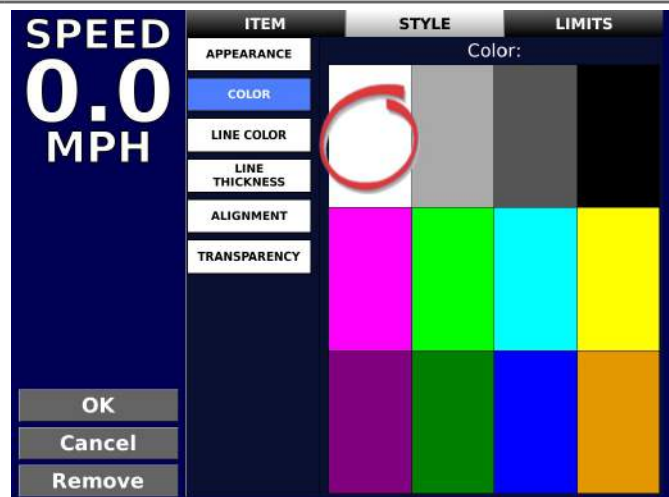 SPEED
0.0
MPH
ITEM
STYLE
LIMITS
APPEARANCE
COLOR
LINE COLOR
LINE
THICKNESS
ALIGNMENT
TRANSPARENCY
Color:
OK
Cancel
Remove